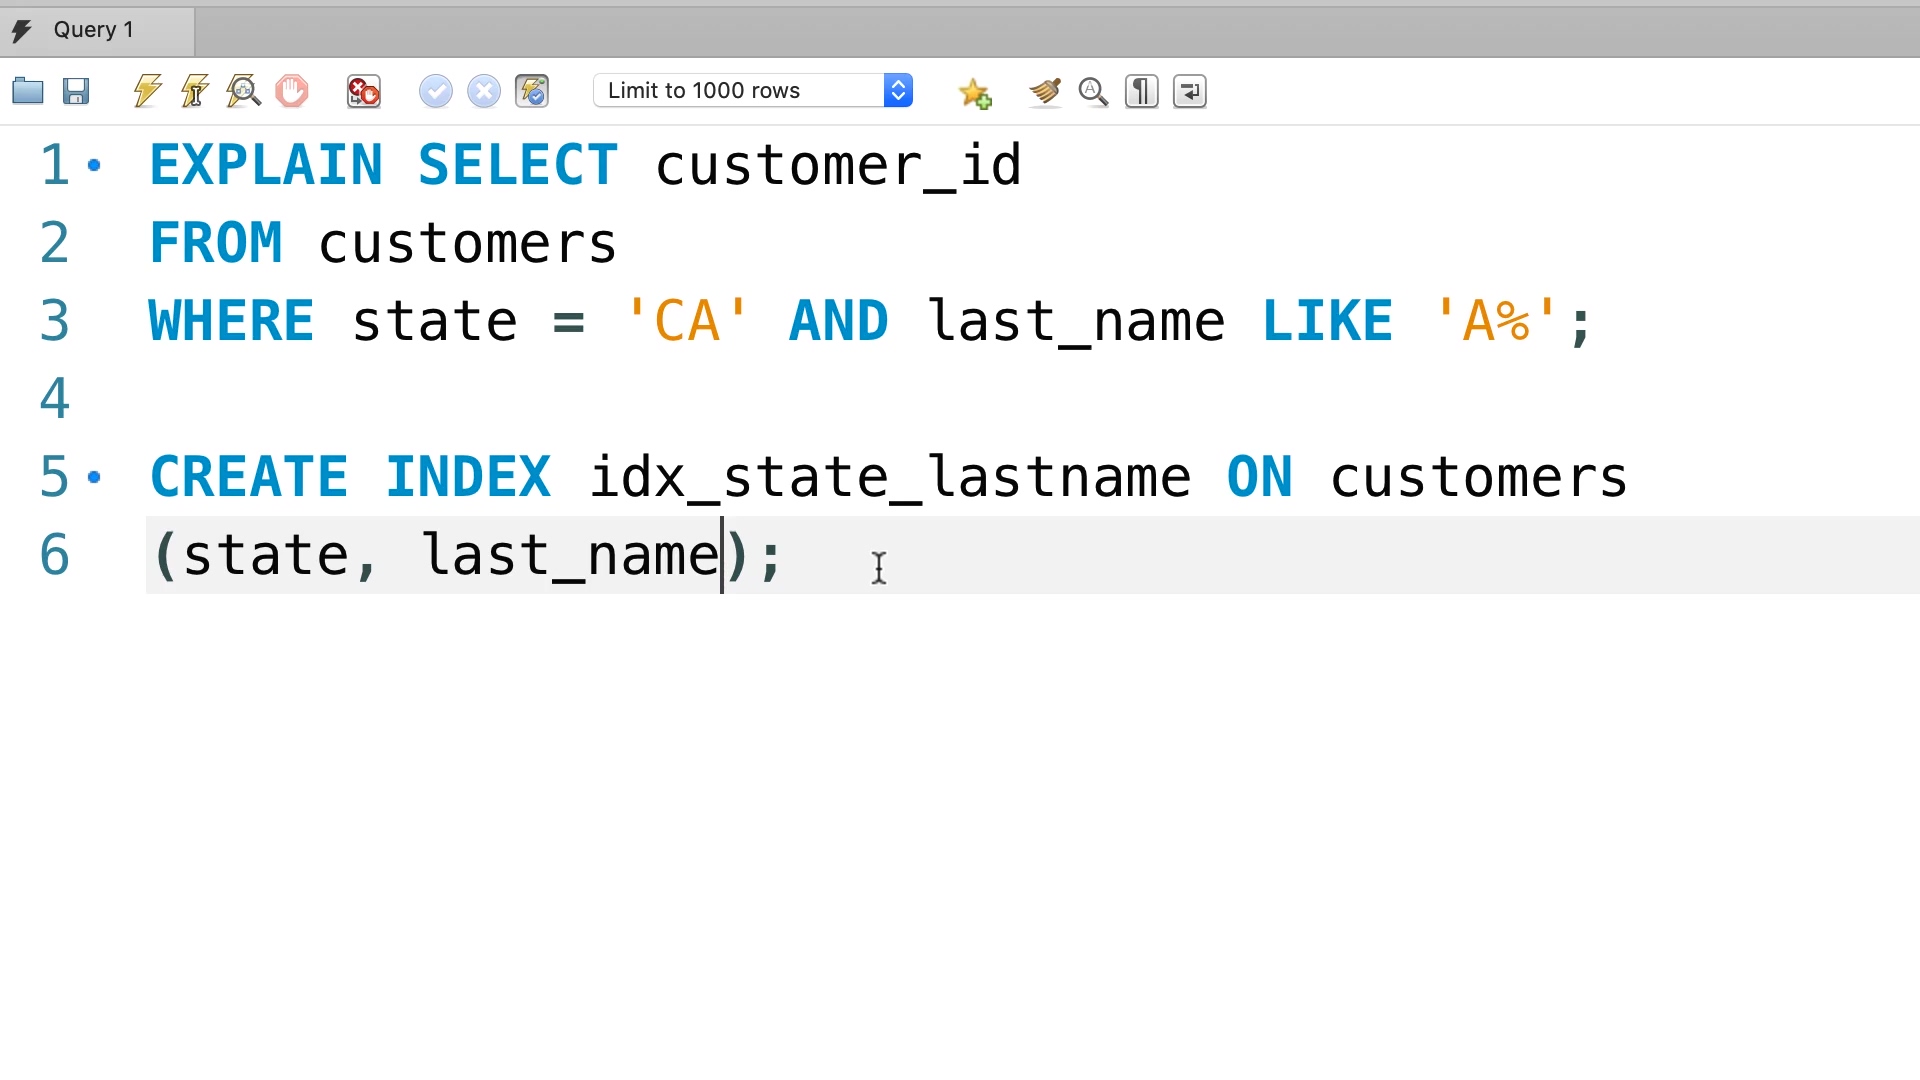 Query 1
Limit to 1000 rows
1 EXPLAIN SELECT customer_id
2 FROM customers
3 WHERE state = 'CA' AND last_name LIKE 'A%';
4
5 CREATE INDEX idx_state_lastname ON customers
6 (state, last_name);